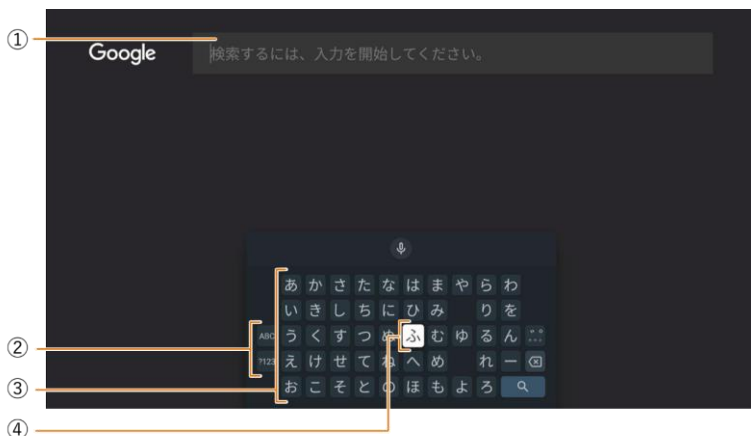 ①
Google 検索するには、入力を開始してください。
あ か さ た な は ま や ら わ
い き し ち に ひ み り を
② ABC う く す つ ぬ ふ む ゆ る ん ゛゜
?123 え け せ て ね へ め れ ー
③ お こ そ と の ほ も よ ろ
④